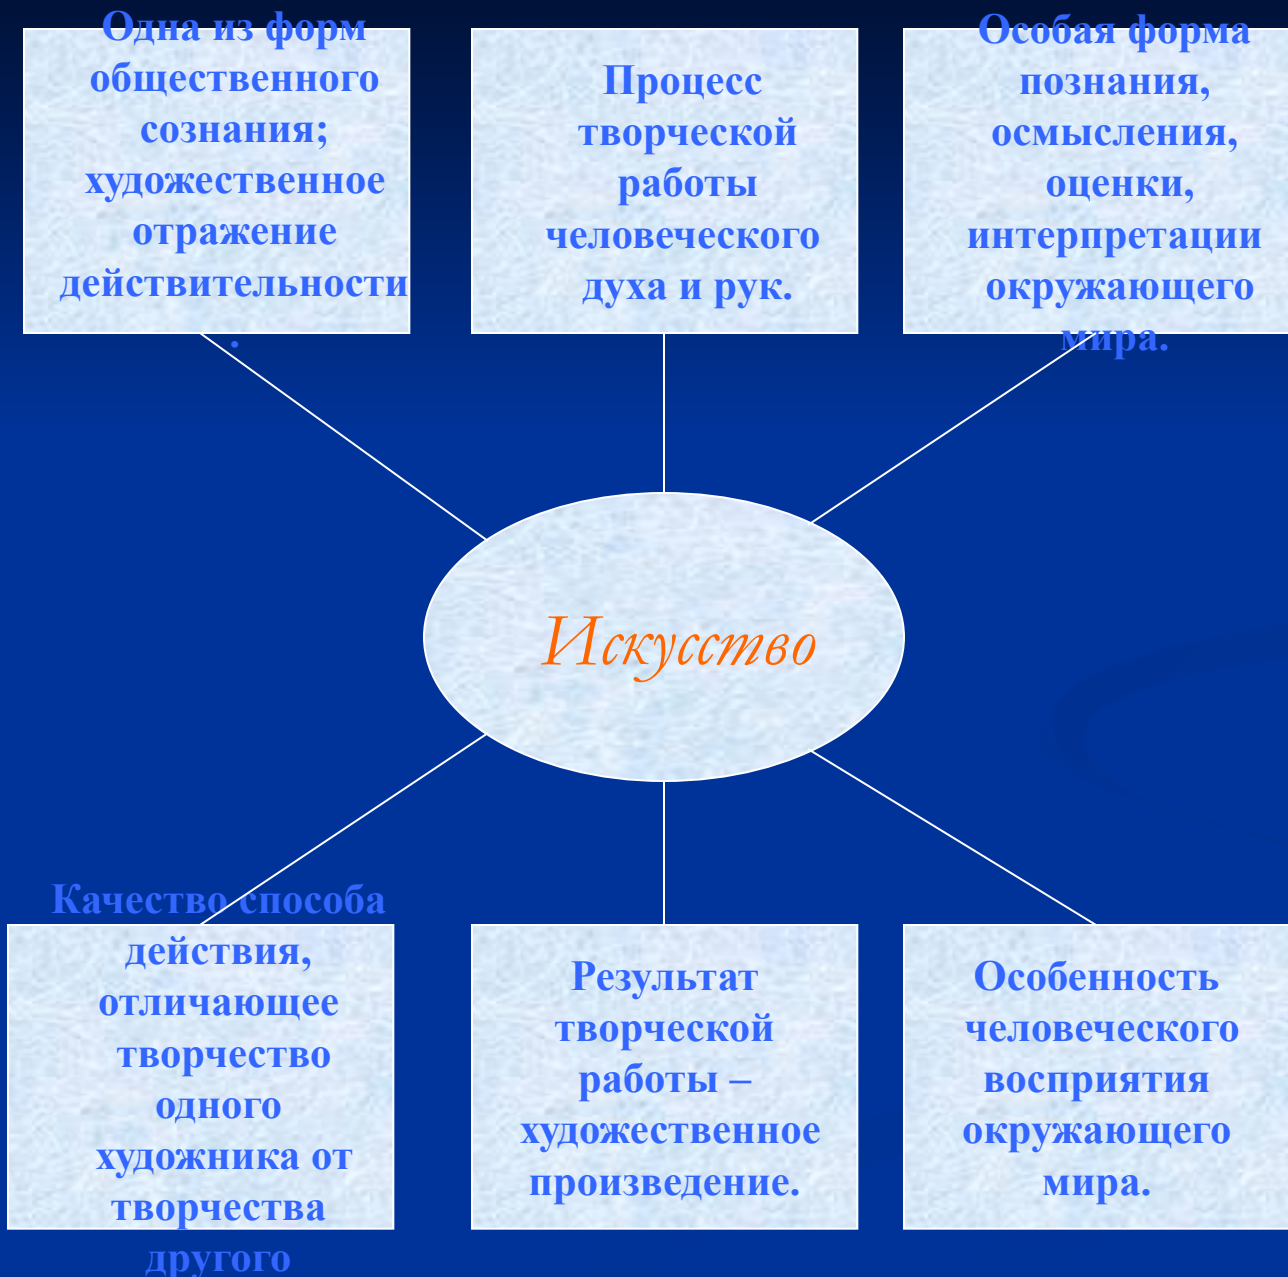 Одна из форм
общественного
сознания;
художественное
отражение
действительности
.
Процесс
творческой
работы
человеческого
духа и рук.
Особая форма
познания,
осмысления,
оценки,
интерпретации
окружающего
мира.
Искусство
Качество способа
действия,
отличающее
творчество
одного
художника от
творчества
другого
Результат
творческой
работы –
художественное
произведение.
Особенность
человеческого
восприятия
окружающего
мира.